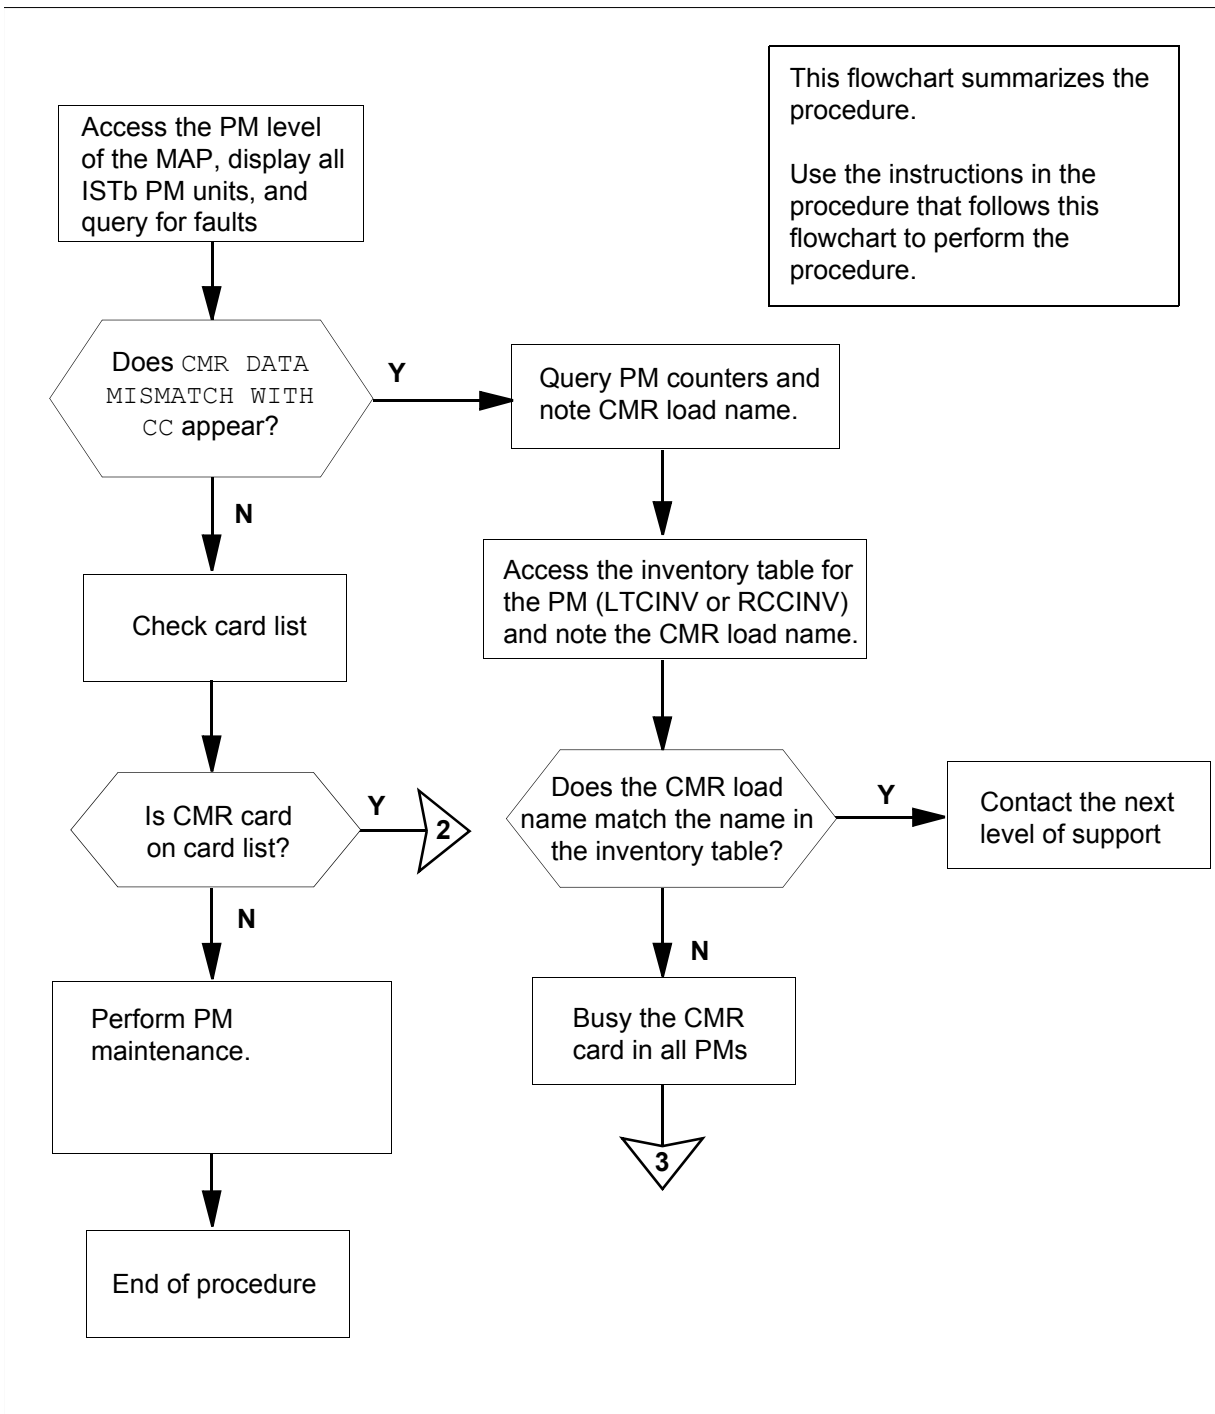 This flowchart summarizes the
procedure.
Use the instructions in the
procedure that follows this
flowchart to perform the
procedure.
Access the PM level
of the MAP, display all
ISTb PM units, and
query for faults
Does CMR DATA
MISMATCH WITH
CC appear?
Y
N
Query PM counters and
note CMR load name.
Access the inventory table for
the PM (LTCINV or RCCINV)
and note the CMR load name.
Check card list
Is CMR card
on card list?
Y
2
N
Does the CMR load
name match the name in
the inventory table?
Y
Contact the next
level of support
N
Perform PM
maintenance.
Busy the CMR
card in all PMs
3
End of procedure